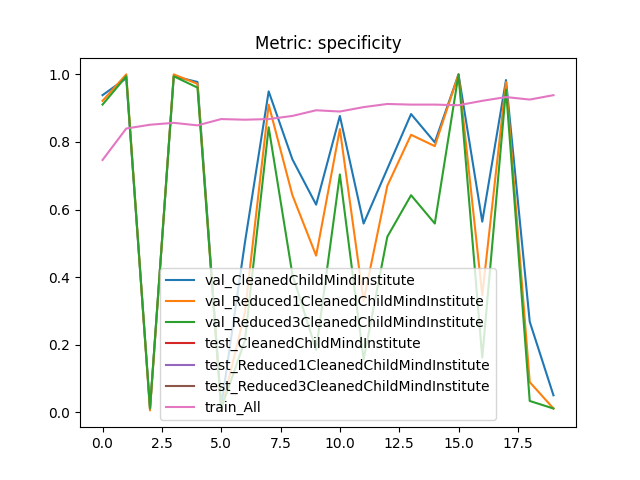 Metric: specificity
1.0
0.8
0.6
0.4
0.2
0.0
val_CleanedChildMindInstitute
val_Reduced1CleanedChildMindInstitute
val_Reduced3CleanedChildMindInstitute
test_CleanedChildMindInstitute
test_Reduced1CleanedChildMindInstitute
test_Reduced3CleanedChildMindInstitute
train_All
0.0 2.5 5.0 7.5 10.0 12.5 15.0 17.5